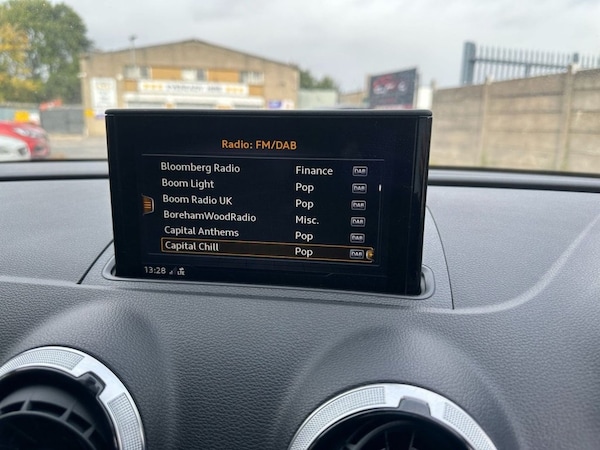 Radio: FM/DAB
Bloomberg Radio Finance DAB
Boom Light Pop DAB
Boom Radio UK Pop DAB
BorehamWoodRadio Misc. DAB
Capital Anthems Pop DAB
Capital Chill Pop DAB
13:28